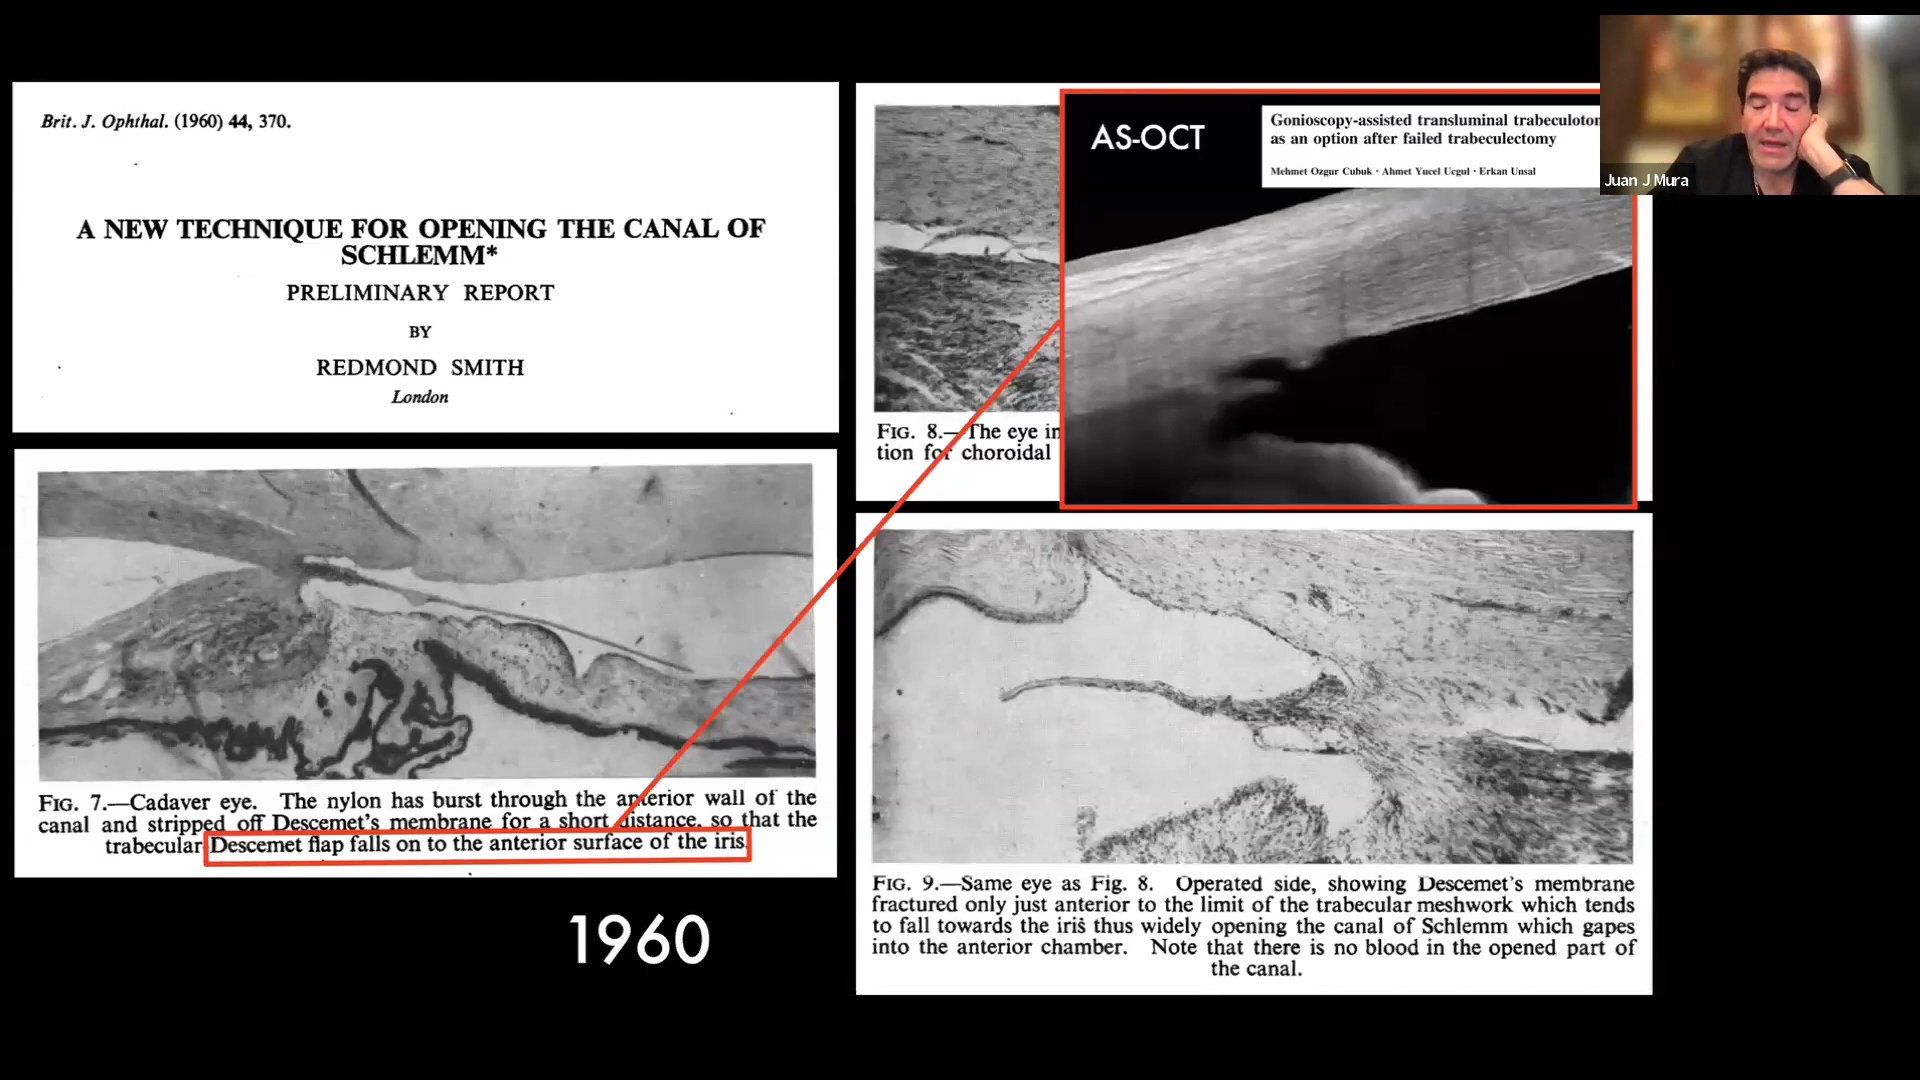 Brit. J. Ophthal. (1960) 44, 370.
A NEW TECHNIQUE FOR OPENING THE CANAL OF
SCHLEMM*
PRELIMINARY REPORT
BY
REDMOND SMITH
London
FIG. 7.—Cadaver eye. The nylon has burst through the anterior wall of the
canal and stripped off Descemet's membrane for a short distance, so that the
trabecular Descemet flap falls on to the anterior surface of the iris.
1960
FIG. 8.—The eye in
tion for choroidal
AS-OCT
Gonioscopy-assisted transluminal
as an option after failed trabeculectomy
Mehmet Ozgur Cubuk · Ahmet Yucel Ucgul · Erkan Unsal
FIG. 9.—Same eye as Fig. 8. Operated side, showing Descemet's membrane
fractured only just anterior to the limit of the trabecular meshwork which tends
to fall towards the iris thus widely opening the canal of Schlemm which gapes
into the anterior chamber. Note that there is no blood in the opened part of
the canal.
Juan J Mura